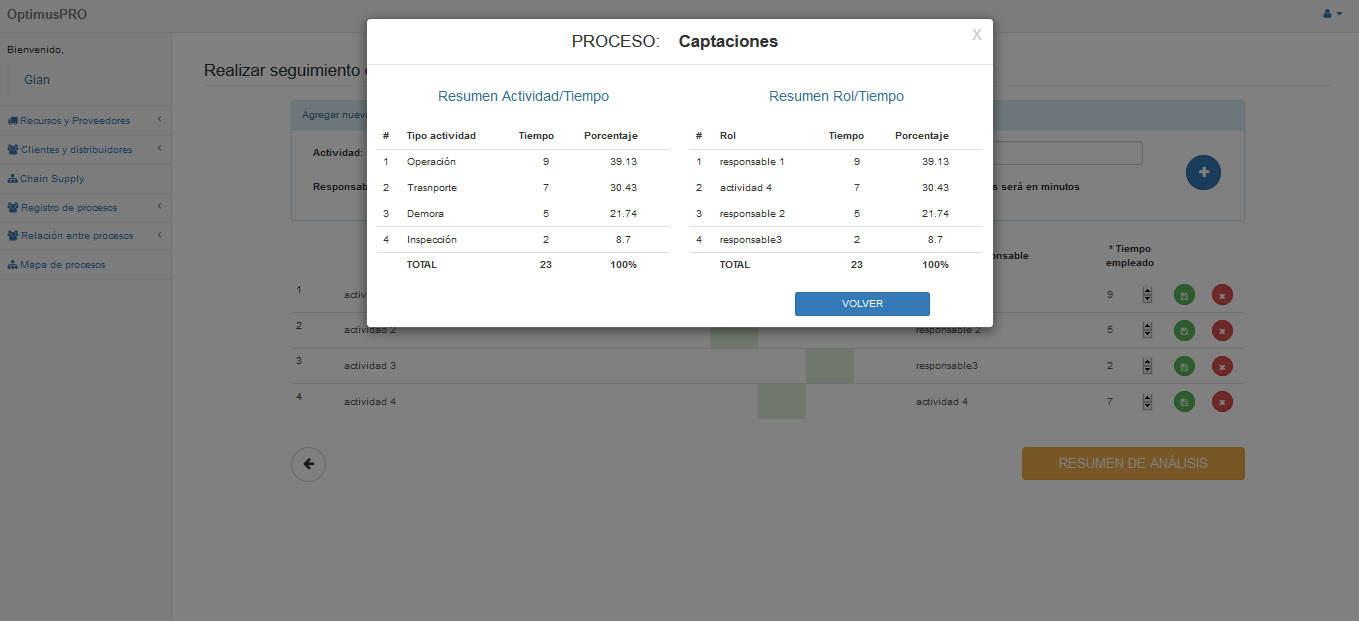 OptimusPRO
Bienvenido,
Gian
Recursos y Proveedores
Clientes y distribuidores
Chain Supply
Registro de procesos
Relación entre procesos
Mapa de procesos
Realizar seguimiento
Agregar
Actividad:
s será en minutos
PROCESO: Captaciones
X
Resumen Actividad/Tiempo
# Tipo actividad Tiempo Porcentaje
1 Operación 9 39.13
2 Trasnporte 7 30.43
3 Demora 5 21.74
4 Inspección 2 8.7
TOTAL 23 100%
Resumen Rol/Tiempo
# Rol Tiempo Porcentaje
1 responsable 1 9 39.13
2 actividad 4 7 30.43
3 responsable 2 5 21.74
4 responsable3 2 8.7
TOTAL 23 100%
VOLVER
* Tiempo
empleado
1 9
2 actividad 2 responsable 2 5
3 actividad 3 responsable3 2
4 actividad 4 actividad 4 7
RESUMEN DE ANÁLISIS